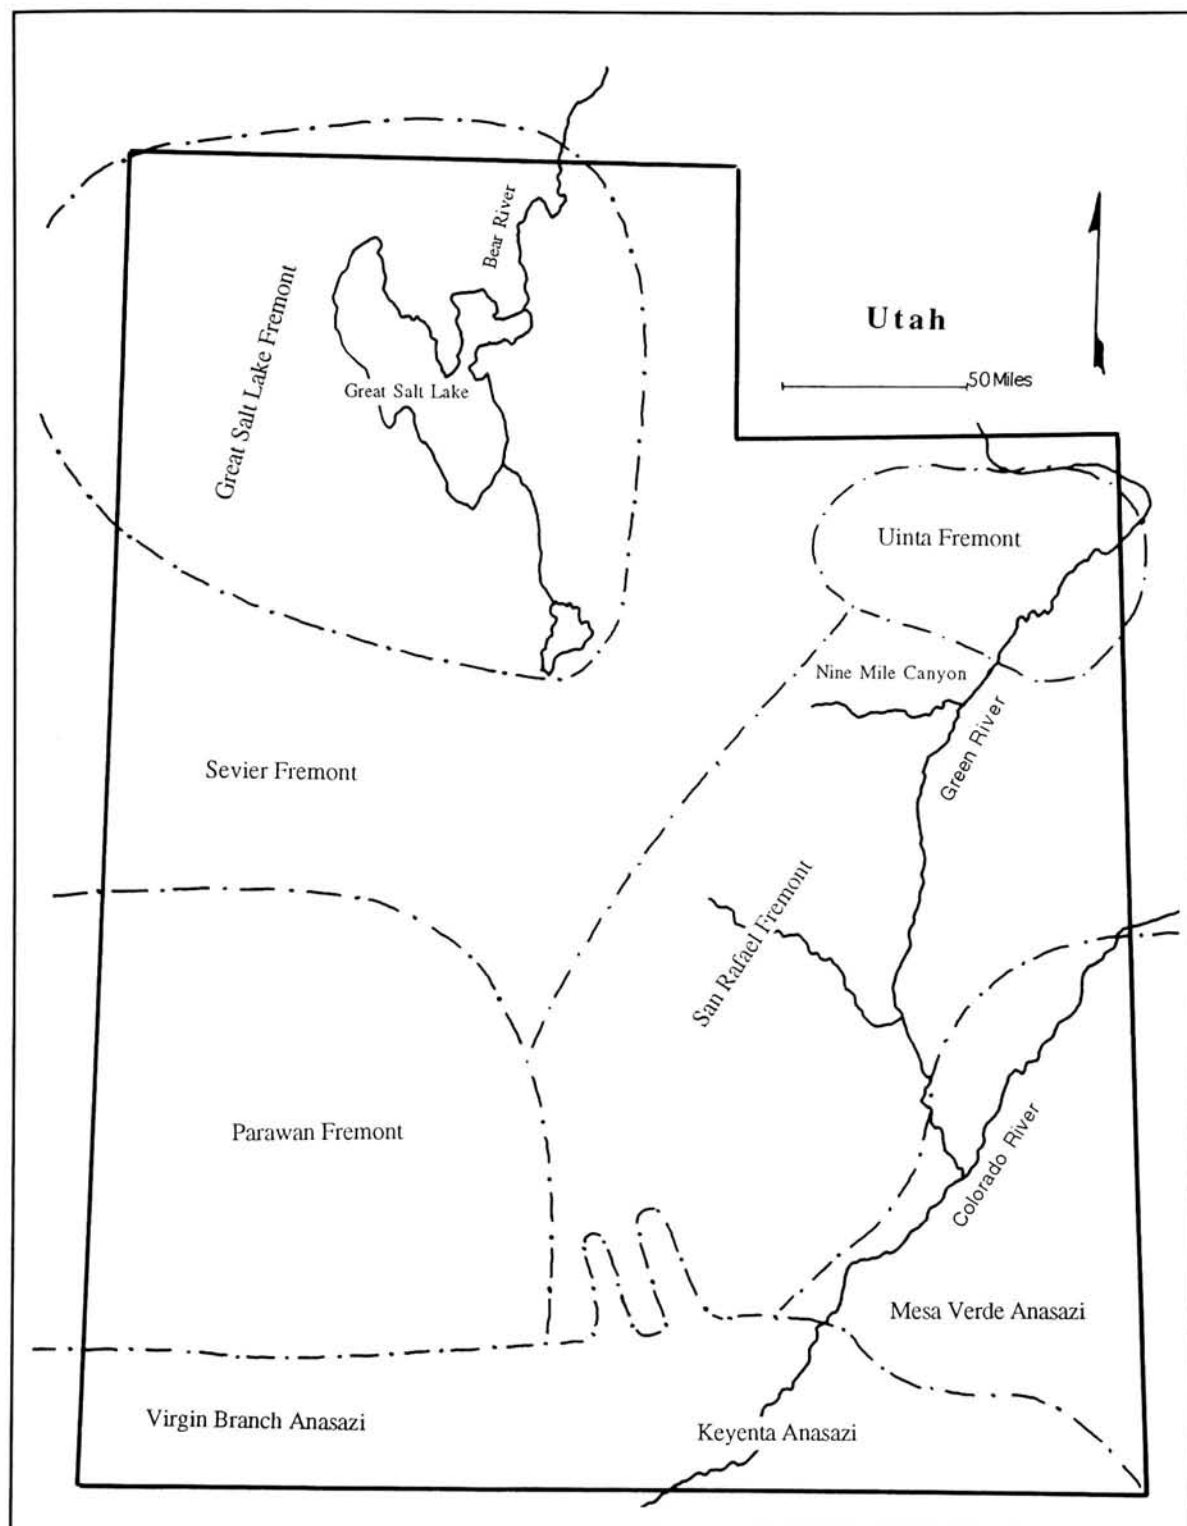 Bear River
Great Salt Lake Fremont
Utah
Great Salt Lake
50 Miles
Uinta Fremont
Nine Mile Canyon
Green River
Sevier Fremont
San Rafael Fremont
Parawan Fremont
Colorado River
Mesa Verde Anasazi
Virgin Branch Anasazi
Keyenta Anasazi